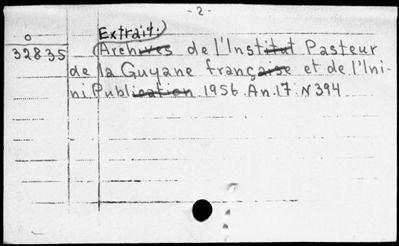 - 2 -
Extrait:
o
32835 Archives de l'Institut Pasteur
de la Guyane française et de l'Ini-
ni Publication 1956. An. 17. N 394